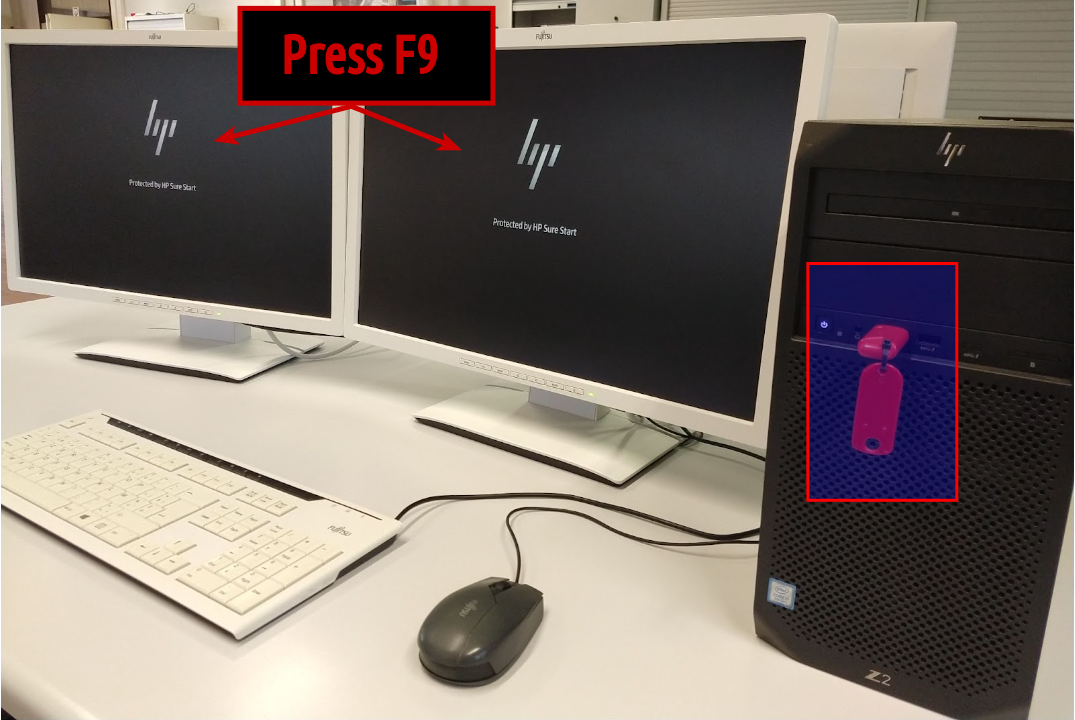 FUJITSU
FUJITSU
Press F9
hp
Protected by HP Sure Start
hp
Protected by HP Sure Start
hp
FUJITSU
FUJITSU
Z2